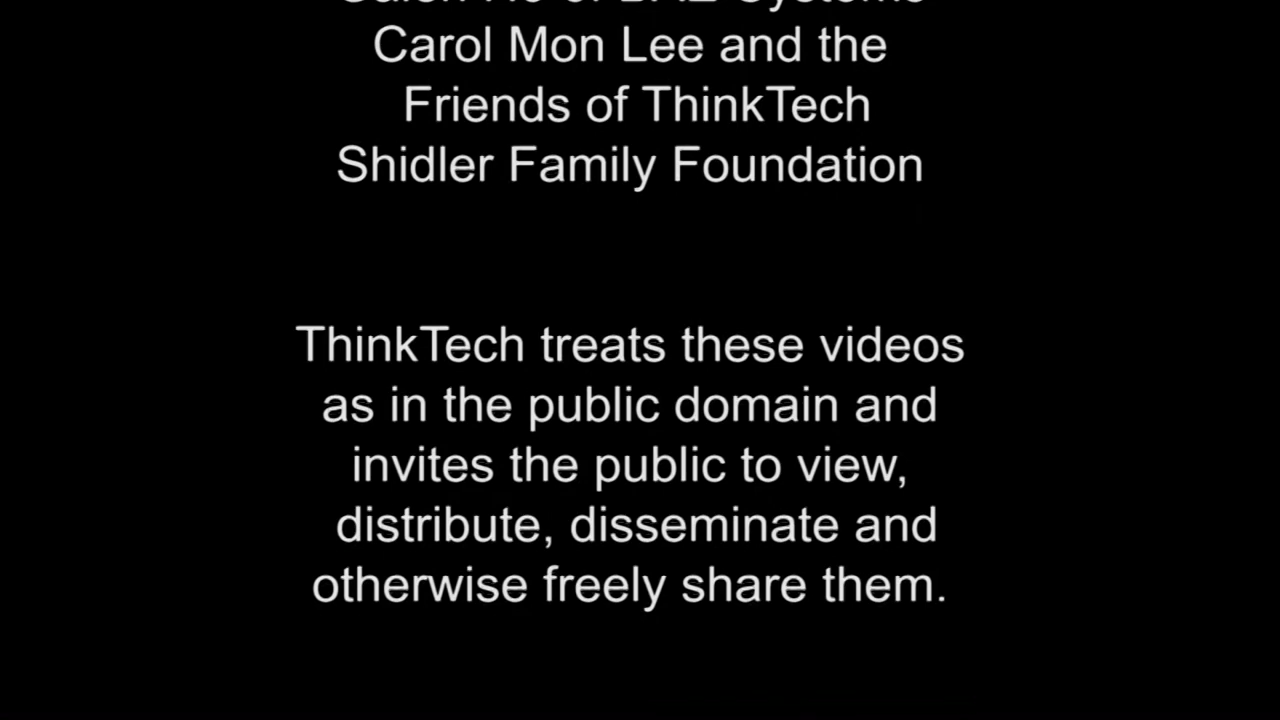 Systems
Carol Mon Lee and the
Friends of ThinkTech
Shidler Family Foundation
ThinkTech treats these videos
as in the public domain and
invites the public to view,
distribute, disseminate and
otherwise freely share them.